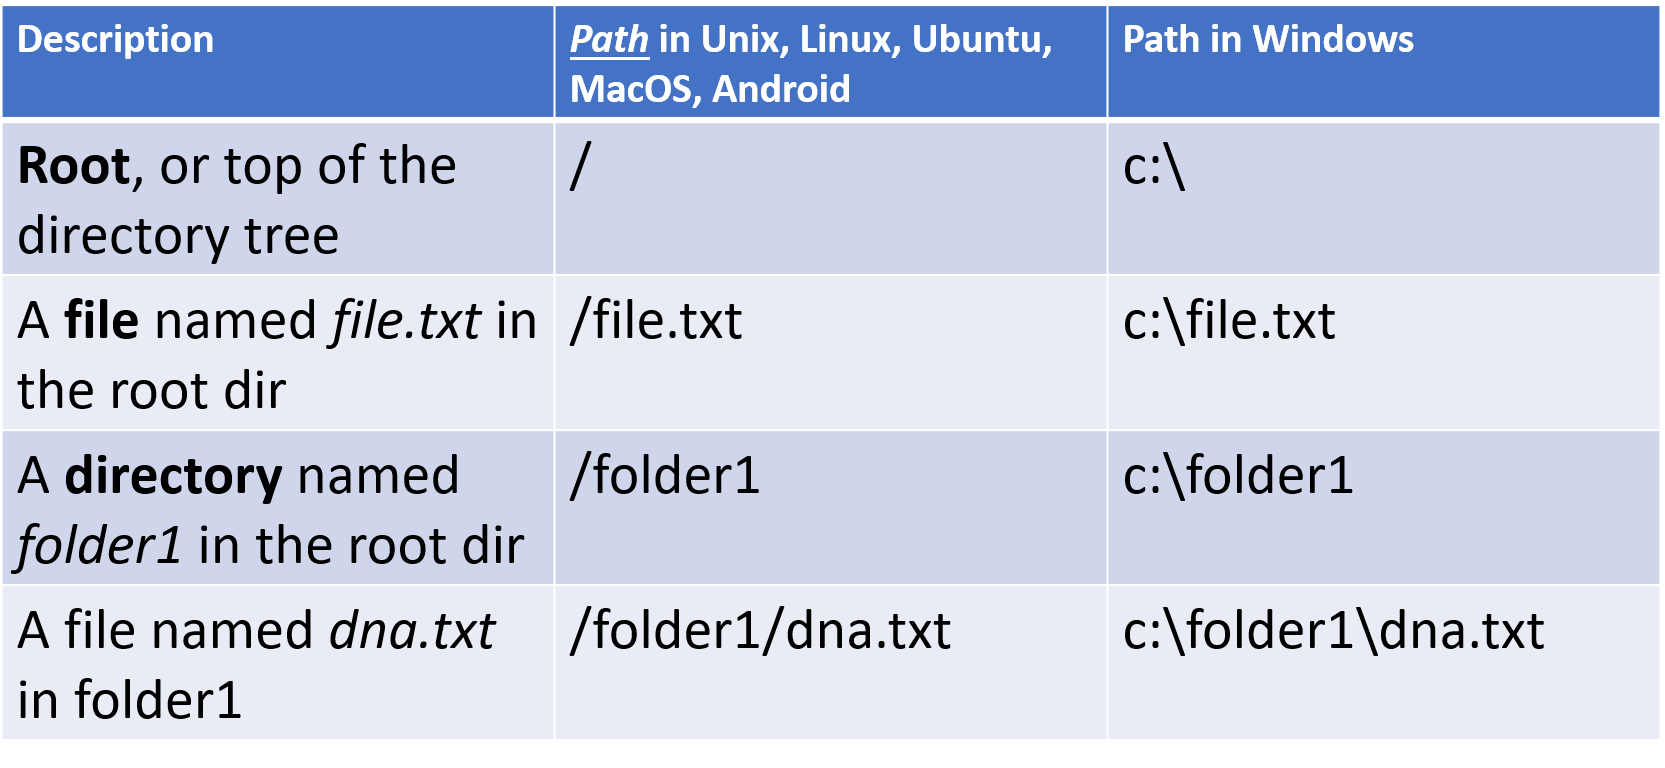 Description
Path in Unix, Linux, Ubuntu,
MacOS, Android
Path in Windows
Root, or top of the
directory tree
/
c:\
A file named file.txt in
the root dir
/file.txt
c:\file.txt
A directory named
folder1 in the root dir
/folder1
c:\folder1
A file named dna.txt
in folder1
/folder1/dna.txt
c:\folder1\dna.txt